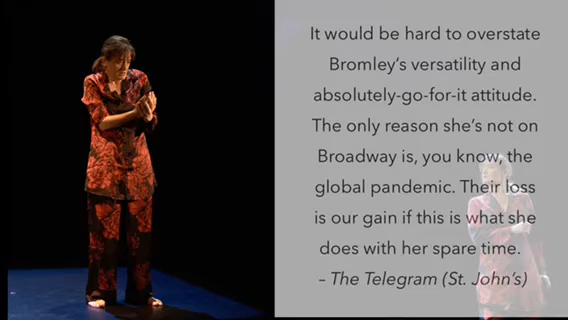 It would be hard to overstate
Bromley's versatility and
absolutely-go-for-it attitude.
The only reason she's not on
Broadway is, you know, the
global pandemic. Their loss
is our gain if this is what she
does with her spare time.
– The Telegram (St. John's)